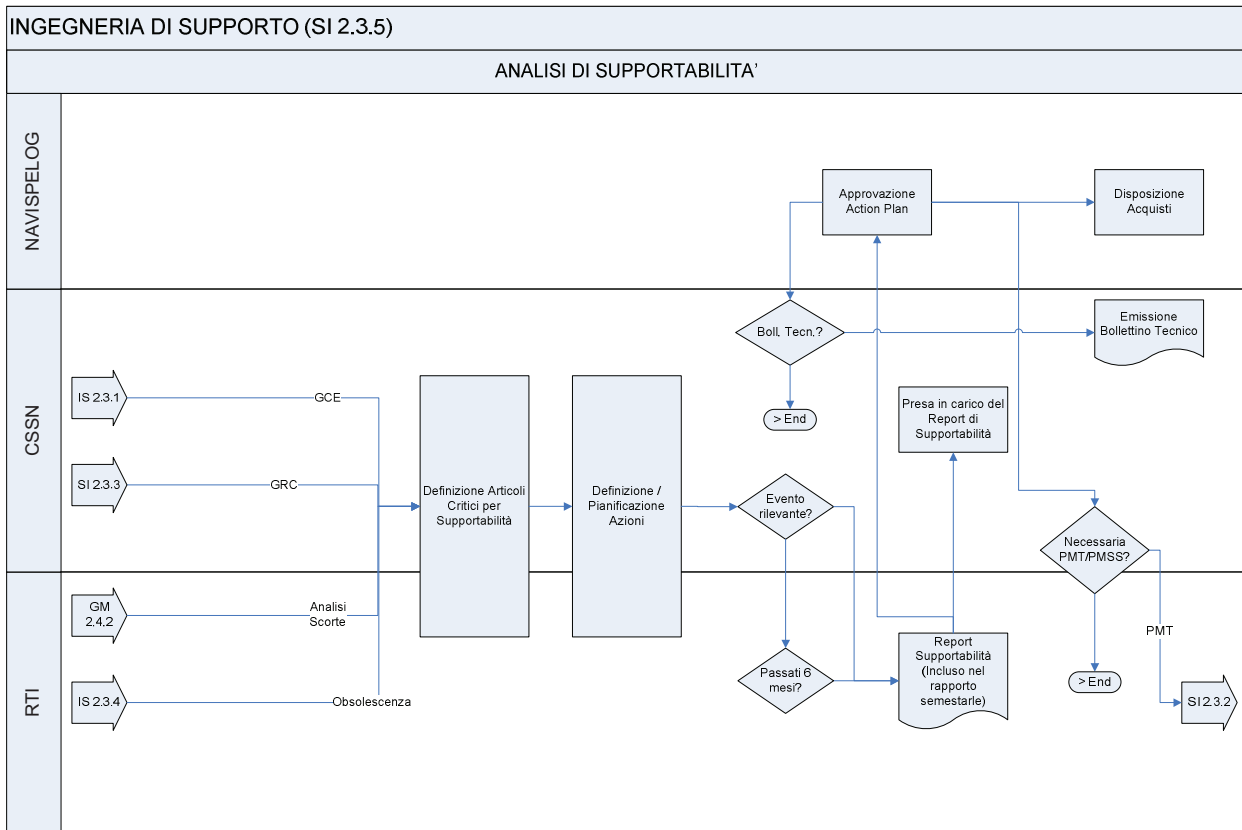 INGEGNERIA DI SUPPORTO (SI 2.3.5)
ANALISI DI SUPPORTABILITA'
NAVISPELOG
Approvazione
Action Plan
Disposizione
Acquisti
CSSN
Boll. Tecn.?
Emissione
Bollettino Tecnico
> End
IS 2.3.1
GCE
SI 2.3.3
GRC
Definizione Articoli
Critici per
Supportabilità
Definizione /
Pianificazione
Azioni
Evento
rilevante?
Presa in carico del
Report di
Supportabilità
Necessaria
PMT/PMSS?
RTI
GM
2.4.2
Analisi
Scorte
IS 2.3.4
Obsolescenza
Passati 6
mesi?
Report
Supportabilità
(Incluso nel
rapporto
semestarle)
PMT
> End
SI 2.3.2